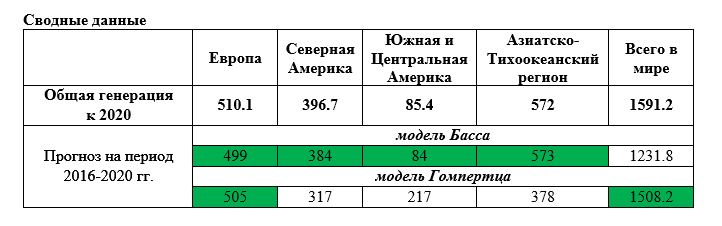 Сводные данные
Европа
Северная Америка
Южная и Центральная Америка
Азиатско-Тихоокеанский регион
Всего в мире
Общая генерация к 2020
510.1 396.7 85.4 572 1591.2
Прогноз на период 2016-2020 гг.
модель Басса
499 384 84 573 1231.8
модель Гомпертца
505 317 217 378 1508.2